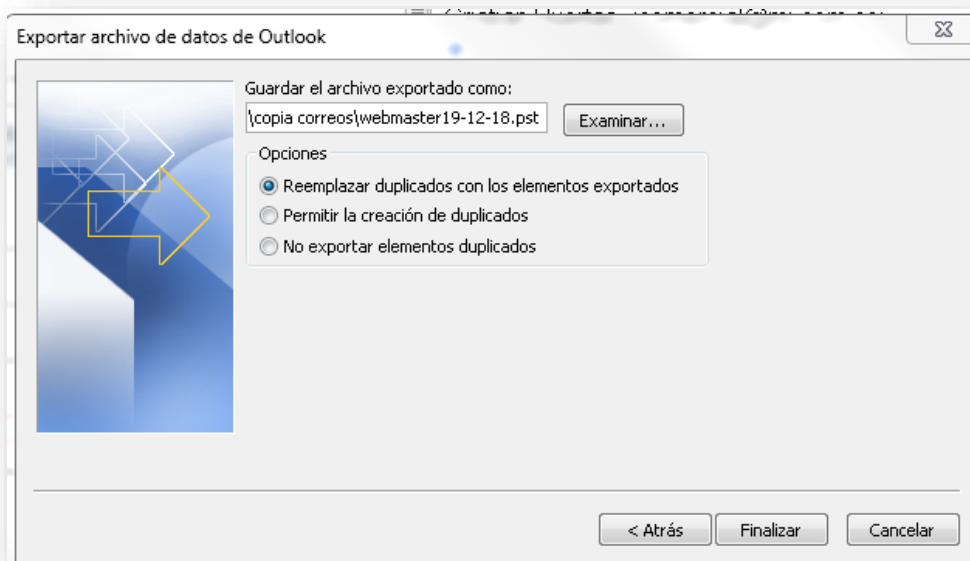 Exportar archivo de datos de Outlook
Guardar el archivo exportado como:
\copia correos\webmaster19-12-18.pst
Examinar...
Opciones
Reemplazar duplicados con los elementos exportados
Permitir la creación de duplicados
No exportar elementos duplicados
< Atrás
Finalizar
Cancelar